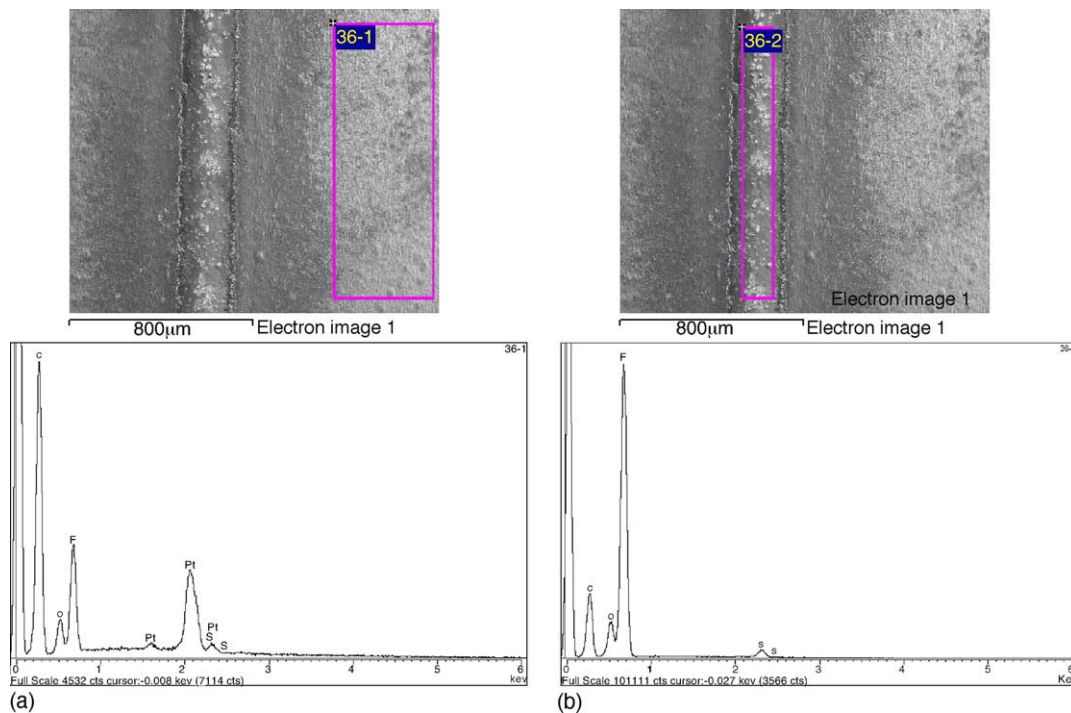 36-1
800μm
Electron image 1
36-1
C
F
O
Pt
Pt
Pt
S
S
0
1
2
3
4
5
6
Full Scale 4532 cts cursor:-0.008 kev (7114 cts)
kev
(a)
36-2
Electron image 1
800μm
Electron image 1
36-
F
C
O
S
S
0
1
2
3
4
5
6
Full Scale 101111 cts cursor:-0.027 kev (3566 cts)
Ke
(b)